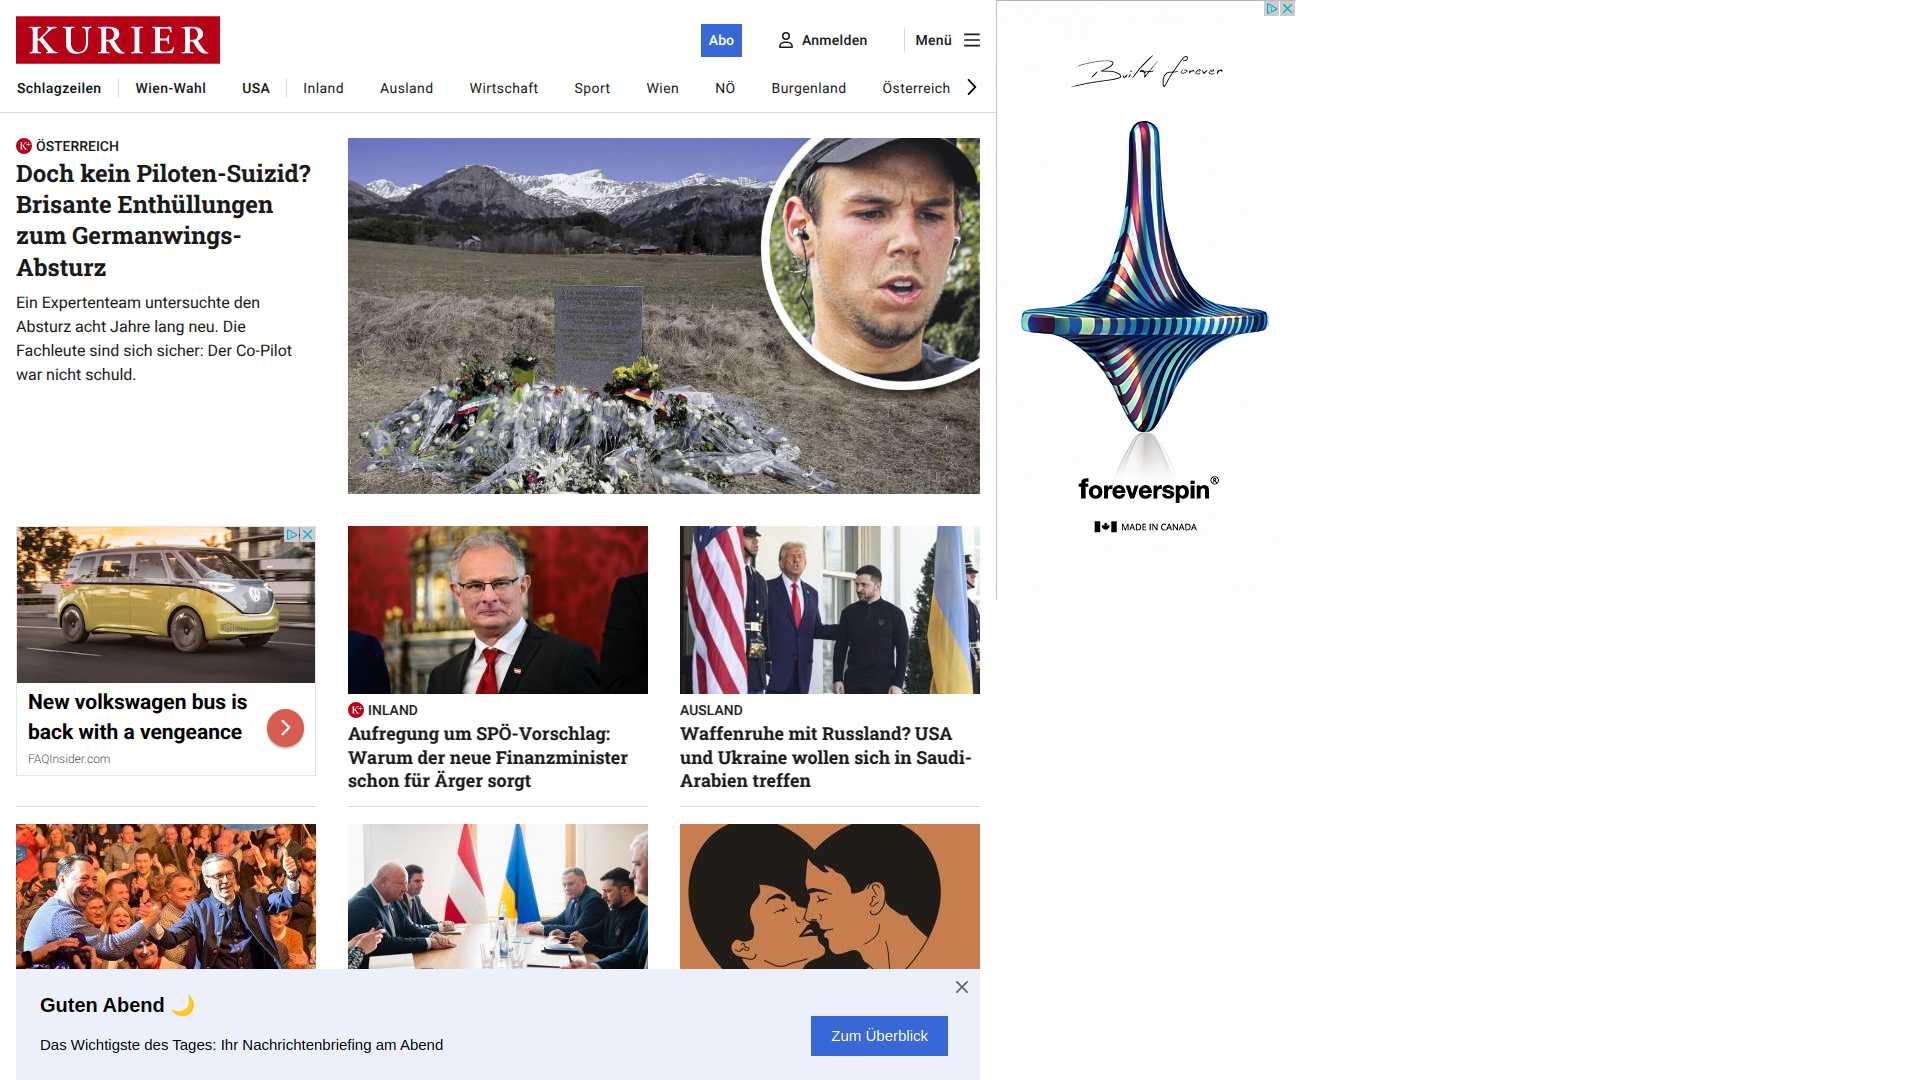 KURIER
Abo
Anmelden
Menü
Schlagzeilen
Wien-Wahl
USA
Inland
Ausland
Wirtschaft
Sport
Wien
NÖ
Burgenland
Österreich
K+ ÖSTERREICH
Doch kein Piloten-Suizid?
Brisante Enthüllungen
zum Germanwings-
Absturz
Ein Expertenteam untersuchte den
Absturz acht Jahre lang neu. Die
Fachleute sind sich sicher: Der Co-Pilot
war nicht schuld.
Built forever
foreverspin®
MADE IN CANADA
New volkswagen bus is
back with a vengeance
FAQInsider.com
K+ INLAND
Aufregung um SPÖ-Vorschlag:
Warum der neue Finanzminister
schon für Ärger sorgt
AUSLAND
Waffenruhe mit Russland? USA
und Ukraine wollen sich in Saudi-
Arabien treffen
Guten Abend 🌙
Das Wichtigste des Tages: Ihr Nachrichtenbriefing am Abend
Zum Überblick